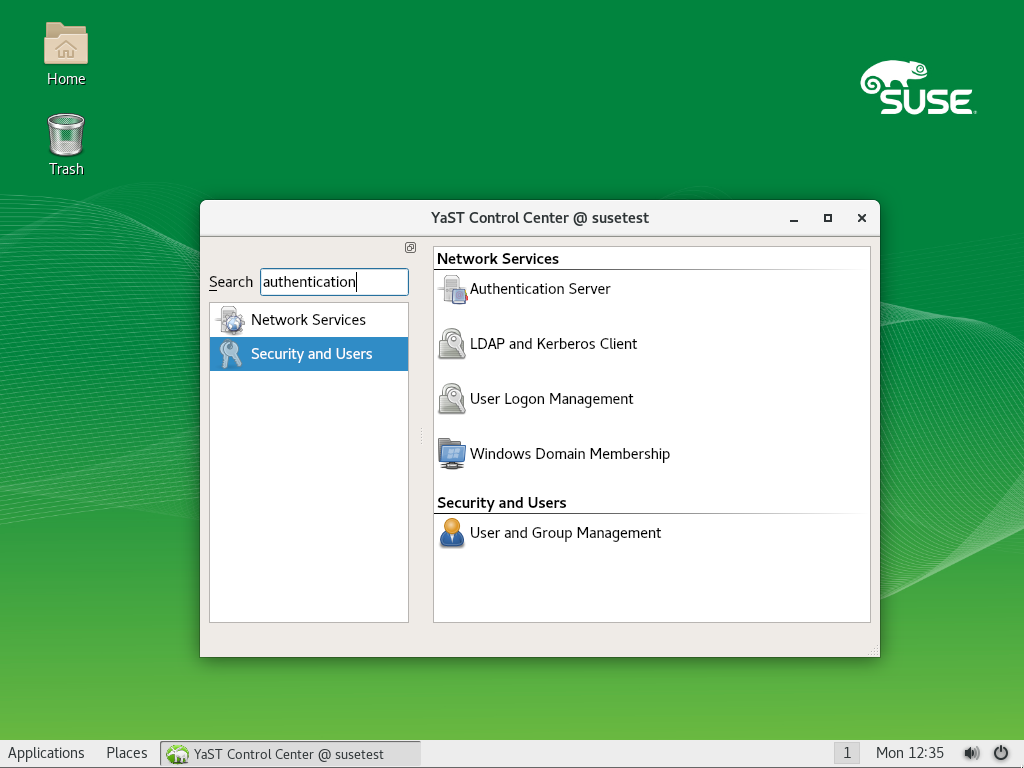 Home
Trash
SUSE
YaST Control Center @ susetest
Search authentication
Network Services
Security and Users
Network Services
Authentication Server
LDAP and Kerberos Client
User Logon Management
Windows Domain Membership
Security and Users
User and Group Management
Applications Places YaST Control Center @ susetest 1 Mon 12:35